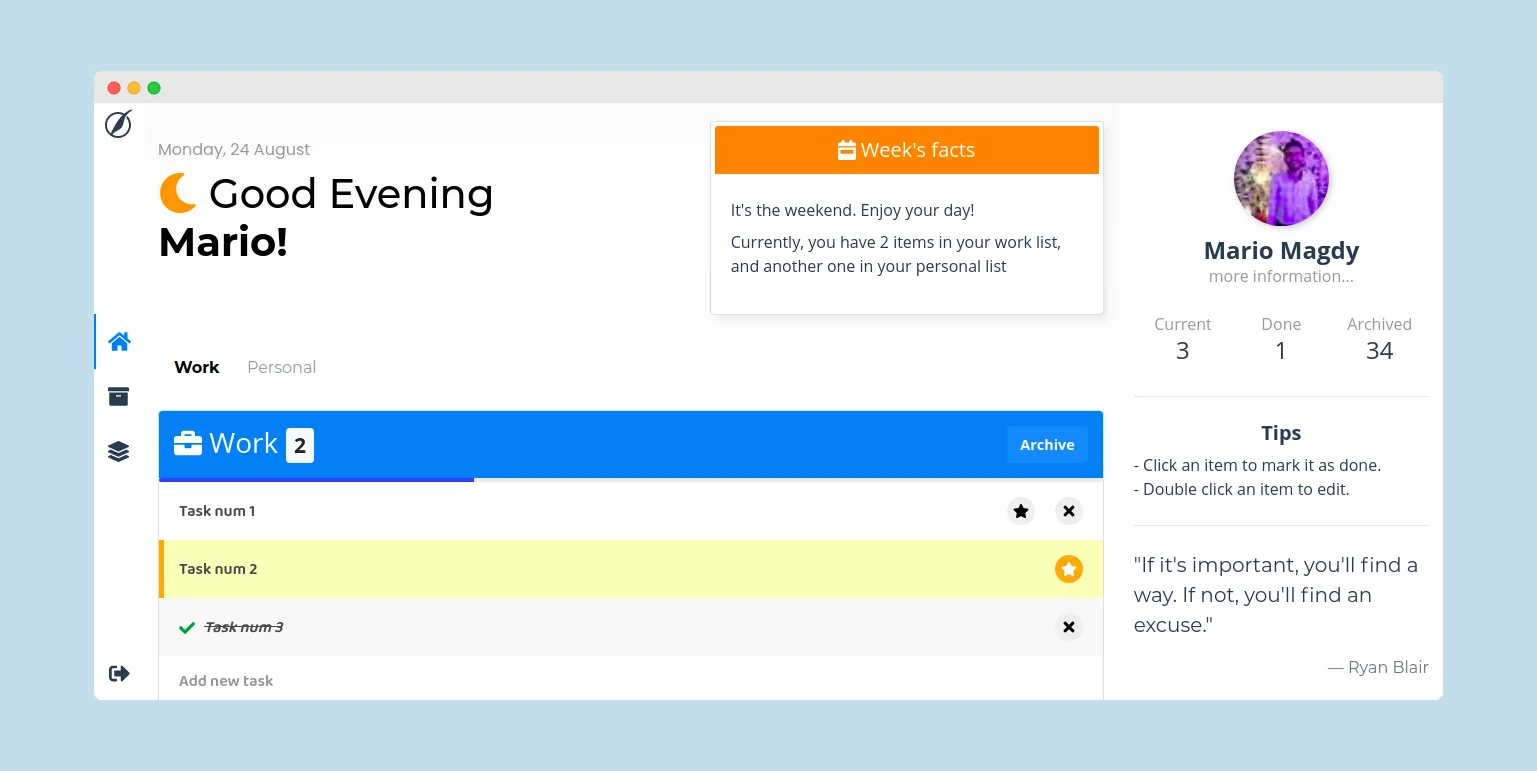 Monday, 24 August
Good Evening
Mario!
Week's facts
It's the weekend. Enjoy your day!
Currently, you have 2 items in your work list,
and another one in your personal list
Work Personal
Work 2 Archive
Task num 1
Task num 2
Task num 3
Add new task
Mario Magdy
more information...
Current Done Archived
3 1 34
Tips
- Click an item to mark it as done.
- Double click an item to edit.
"If it's important, you'll find a
way. If not, you'll find an
excuse."
— Ryan Blair